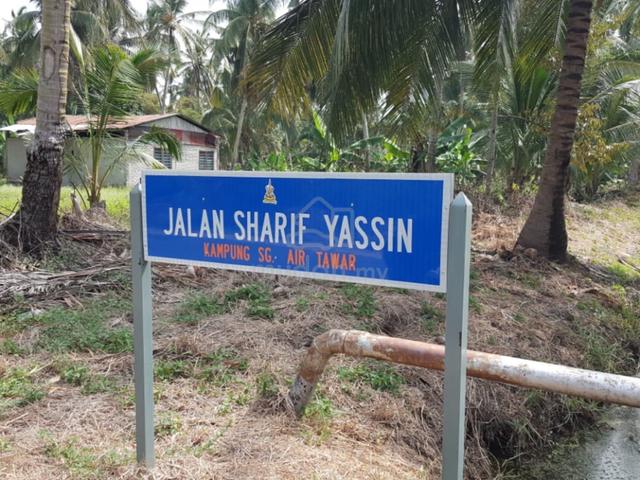 JALAN SHARIF YASSIN
KAMPUNG SG. AIR TAWAR